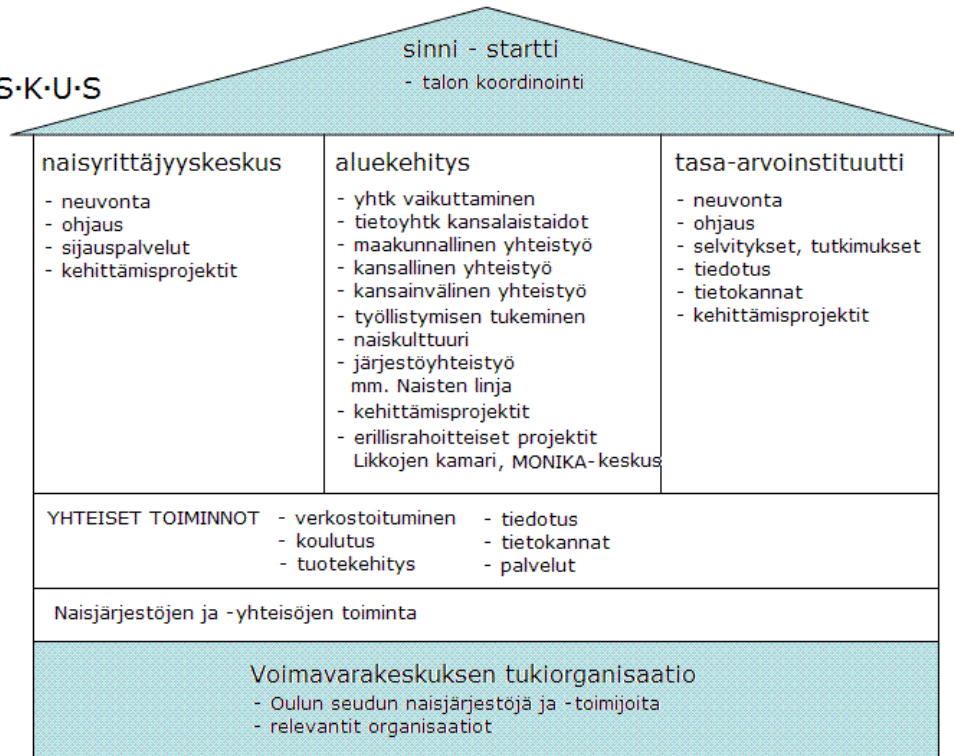 sinni - startti
- talon koordinointi
S·K·U·S
naisyrittäjyyskeskus
- neuvonta
- ohjaus
- sijauspalvelut
- kehittämisprojektit
aluekehitys
- yhtk vaikuttaminen
- tietoyhtk kansalaistaidot
- maakunnallinen yhteistyö
- kansallinen yhteistyö
- kansainvälinen yhteistyö
- työllistymisen tukeminen
- naiskulttuuri
- järjestöyhteistyö
mm. Naisten linja
- kehittämisprojektit
- erillisrahoitteiset projektit
Likkojen kamari, MONIKA-keskus
tasa-arvoinstituutti
- neuvonta
- ohjaus
- selvitykset, tutkimukset
- tiedotus
- tietokannat
- kehittämisprojektit
YHTEISET TOIMINNOT - verkostoituminen - tiedotus
- koulutus - tietokannat
- tuotekehitys - palvelut
Naisjärjestöjen ja -yhteisöjen toiminta
Voimavarakeskuksen tukiorganisaatio
- Oulun seudun naisjärjestöjä ja -toimijoita
- relevantit organisaatiot